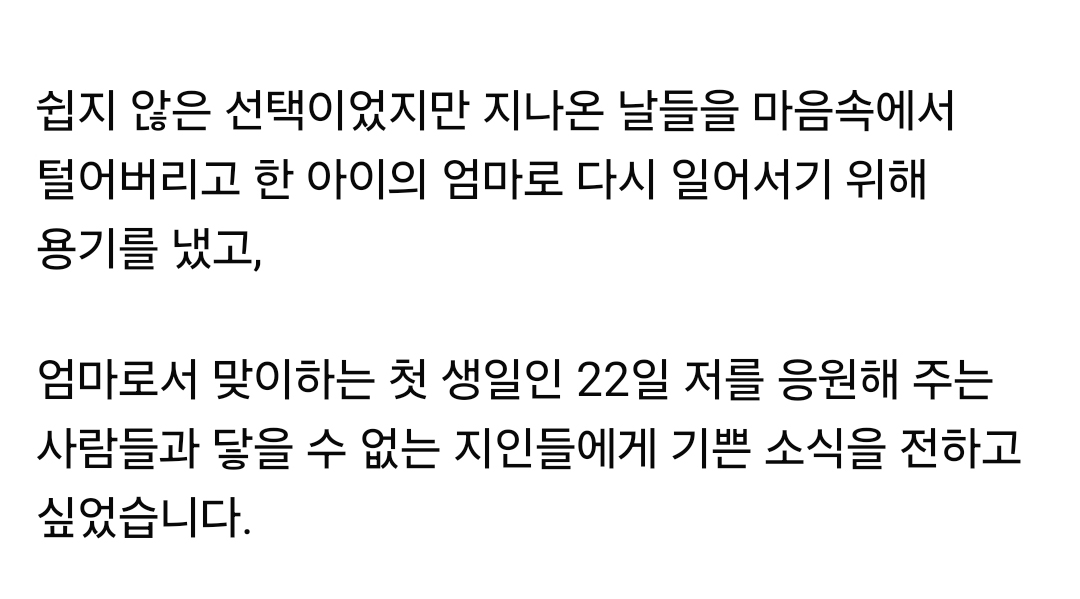 쉽지 않은 선택이었지만 지나온 날들을 마음속에서
털어버리고 한 아이의 엄마로 다시 일어서기 위해
용기를 냈고,
엄마로서 맞이하는 첫 생일인 22일 저를 응원해 주는
사람들과 닿을 수 없는 지인들에게 기쁜 소식을 전하고
싶었습니다.